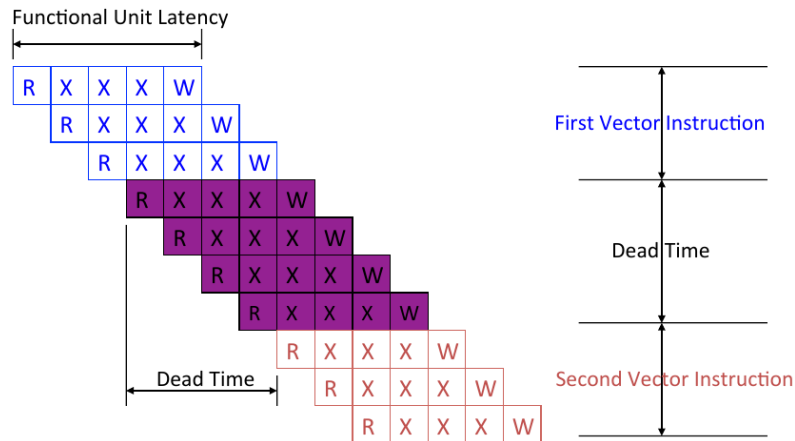 Functional Unit Latency
R X X X W
R X X X W
First Vector Instruction
R X X X W
R X X X W
R X X X W
Dead Time
R X X X W
R X X X W
R X X X W
Dead Time
R X X X W
Second Vector Instruction
R X X X W